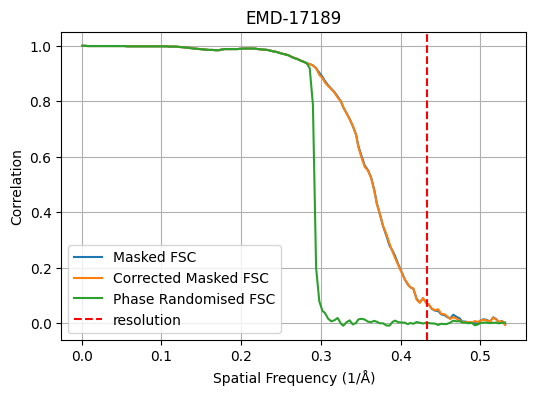 EMD-17189
Correlation
1.0
0.8
0.6
0.4
0.2
0.0
Masked FSC
Corrected Masked FSC
Phase Randomised FSC
resolution
0.0 0.1 0.2 0.3 0.4 0.5
Spatial Frequency (1/Å)